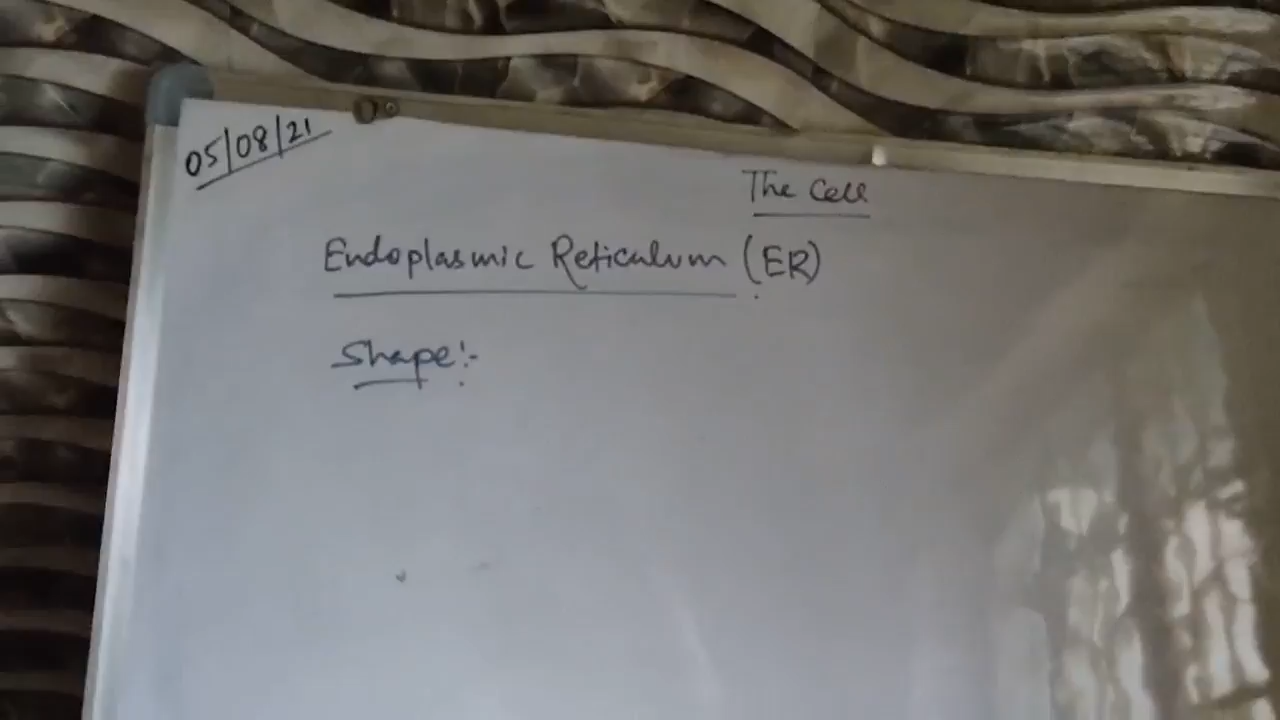 05/08/21
The Cell
Endoplasmic Reticulum (ER)
Shape:-